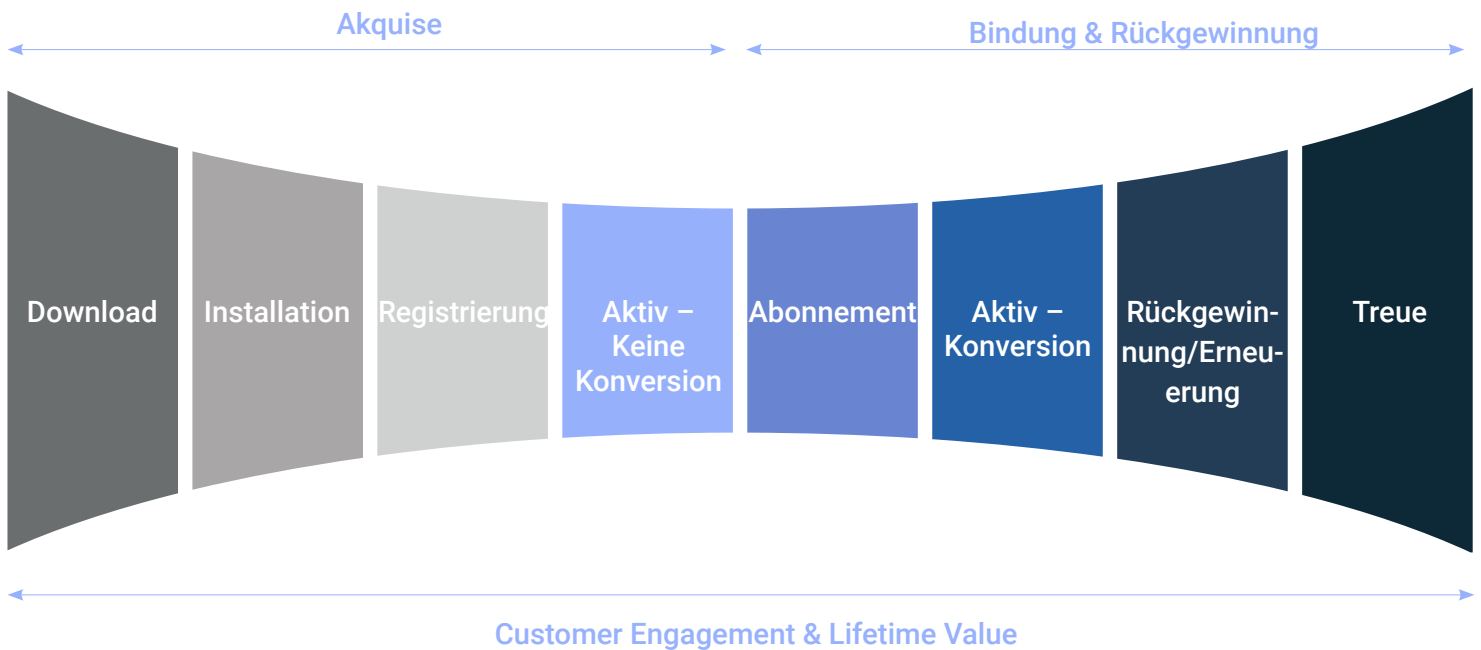 Akquise
Bindung & Rückgewinnung
Download
Installation
Registrierung
Aktiv –
Keine
Konversion
Abonnement
Aktiv –
Konversion
Rückgewin-
nung/Erneu-
erung
Treue
Customer Engagement & Lifetime Value